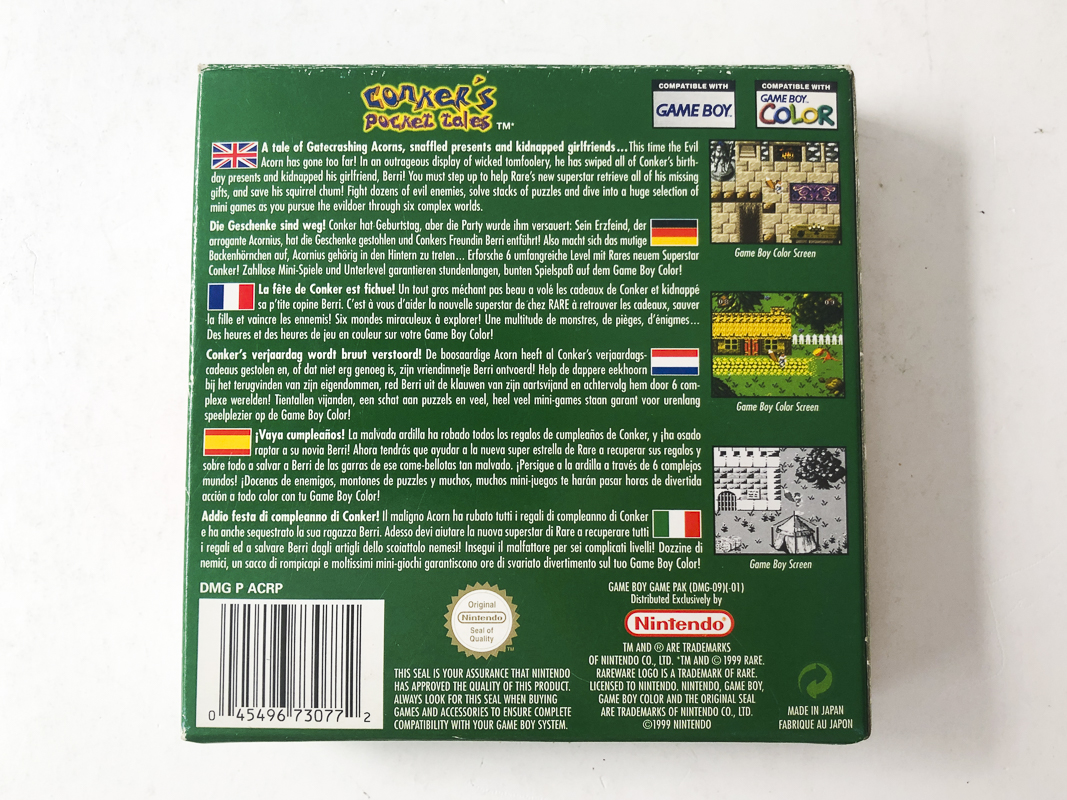 Conker's
pocket tales ™*
COMPATIBLE WITH
GAME BOY™
COMPATIBLE WITH
GAME BOY™
COLOR
A tale of Gatecrashing Acorns, snaffled presents and kidnapped girlfriends...This time the Evil
Acorn has gone too far! In an outrageous display of wicked tomfoolery, he has swiped all of Conker's birth-
day presents and kidnapped his girlfriend, Berri! You must step up to help Rare's new superstar retrieve all of his missing
gifts, and save his squirrel chum! Fight dozens of evil enemies, solve stacks of puzzles and dive into a huge selection of
mini games as you pursue the evildoer through six complex worlds.
Die Geschenke sind weg! Conker hat Geburtstag, aber die Party wurde ihm versauert: Sein Erzfeind, der
arrogante Acornius, hat die Geschenke gestohlen und Conkers Freundin Berri entführt! Also macht sich das mutige
Backenhörnchen auf, Acornius gehörig in den Hintern zu treten... Erforsche 6 umfangreiche Level mit Rares neuem Superstar
Conker! Zahllose Mini-Spiele und Unterlevel garantieren stundenlangen, bunten Spielspaß auf dem Game Boy Color!
La fête de Conker est fichue! Un tout gros méchant pas beau a volé les cadeaux de Conker et kidnappé
sa p'tite copine Berri. C'est à vous d'aider la nouvelle superstar de chez RARE à retrouver les cadeaux, sauver
la fille et vaincre les ennemis! Six mondes miraculeux à explorer! Une multitude de monstres, de pièges, d'énigmes...
Des heures et des heures de jeu en couleur sur votre Game Boy Color!
Conker's verjaardag wordt bruut verstoord! De boosaardige Acorn heeft al Conker's verjaardags-
cadeaus gestolen en, of dat niet erg genoeg is, zijn vriendinnetje Berri ontvoerd! Help de dappere eekhoorn
bij het terugvinden van zijn eigendommen, red Berri uit de klauwen van zijn aartsvijand en achtervolg hem door 6 com-
plexe werelden! Tientallen vijanden, een schat aan puzzels en veel, heel veel mini-games staan garant voor urenlang
speelplezier op de Game Boy Color!
¡Vaya cumpleaños! La malvada ardilla ha robado todos los regalos de cumpleaños de Conker, y ¡ha osado
raptar a su novia Berri! Ahora tendrás que ayudar a la nueva super estrella de Rare a recuperar sus regalos y
sobre todo a salvar a Berri de las garras de ese come-bellotas tan malvado. ¡Persigue a la ardilla a través de 6 complejos
mundos! ¡Docenas de enemigos, montones de puzzles y muchos, muchos mini-juegos te harán pasar horas de divertida
acción a todo color con tu Game Boy Color!
Addio festa di compleanno di Conker! Il maligno Acorn ha rubato tutti i regali di compleanno di Conker
e ha anche sequestrato la sua ragazza Berri. Adesso devi aiutare la nuova superstar di Rare a recuperare tutti
i regali ed a salvare Berri dagli artigli dello scoiattolo nemesi! Insegui il malfattore per sei complicati livelli! Dozzine di
nemici, un sacco di rompicapi e moltissimi mini-giochi garantiscono ore di svariato divertimento sul tuo Game Boy Color!
Game Boy Color Screen
Game Boy Color Screen
Game Boy Screen
DMG P ACRP
0 45496 73077 2
Original
Nintendo
Seal of
Quality
™
THIS SEAL IS YOUR ASSURANCE THAT NINTENDO
HAS APPROVED THE QUALITY OF THIS PRODUCT.
ALWAYS LOOK FOR THIS SEAL WHEN BUYING
GAMES AND ACCESSORIES TO ENSURE COMPLETE
COMPATIBILITY WITH YOUR GAME BOY SYSTEM.
GAME BOY GAME PAK (DMG-09)(-01)
Distributed Exclusively by
Nintendo®
TM AND ® ARE TRADEMARKS
OF NINTENDO CO., LTD. *TM AND © 1999 RARE.
RAREWARE LOGO IS A TRADEMARK OF RARE.
LICENSED TO NINTENDO. NINTENDO, GAME BOY,
GAME BOY COLOR AND THE ORIGINAL SEAL
ARE TRADEMARKS OF NINTENDO CO., LTD.
©1999 NINTENDO
MADE IN JAPAN
FABRIQUE AU JAPON